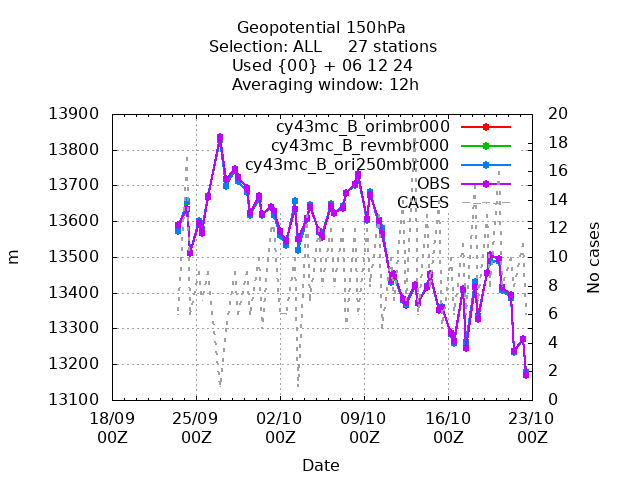 Geopotential 150hPa
Selection: ALL     27 stations
Used {00} + 06 12 24
Averaging window: 12h
cy43mc_B_orimbr000
cy43mc_B_revmbr000
cy43mc_B_ori250mbr000
OBS
CASES
13900
13800
13700
13600
13500
13400
13300
13200
13100
m
20
18
16
14
12
10
8
6
4
2
0
No cases
18/09 25/09 02/10 09/10 16/10 23/10
00Z 00Z 00Z 00Z 00Z 00Z
Date